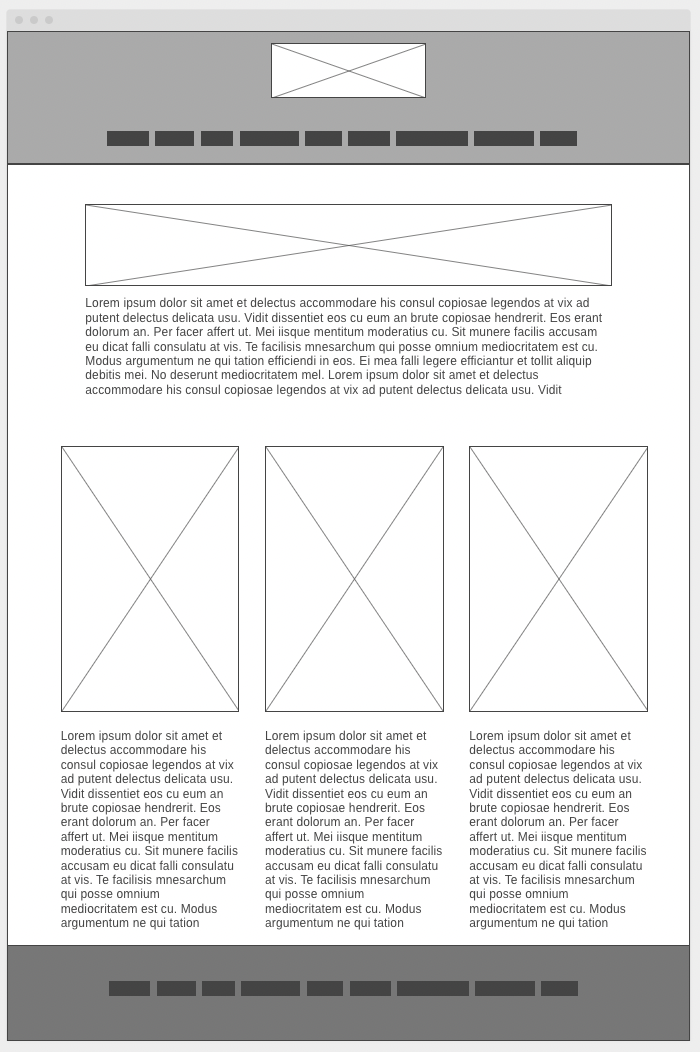 Lorem ipsum dolor sit amet et delectus accommodare his consul copiosae legendos at vix ad
putent delectus delicata usu. Vidit dissentiet eos cu eum an brute copiosae hendrerit. Eos erant
dolorum an. Per facer affert ut. Mei iisque mentitum moderatius cu. Sit munere facilis accusam
eu dicat falli consulatu at vis. Te facilisis mnesarchum qui posse omnium mediocritatem est cu.
Modus argumentum ne qui tation efficiendi in eos. Ei mea falli legere efficiantur et tollit aliquip
debitis mei. No deserunt mediocritatem mel. Lorem ipsum dolor sit amet et delectus
accommodare his consul copiosae legendos at vix ad putent delectus delicata usu. Vidit
Lorem ipsum dolor sit amet et
delectus accommodare his
consul copiosae legendos at vix
ad putent delectus delicata usu.
Vidit dissentiet eos cu eum an
brute copiosae hendrerit. Eos
erant dolorum an. Per facer
affert ut. Mei iisque mentitum
moderatius cu. Sit munere facilis
accusam eu dicat falli consulatu
at vis. Te facilisis mnesarchum
qui posse omnium
mediocritatem est cu. Modus
argumentum ne qui tation
Lorem ipsum dolor sit amet et
delectus accommodare his
consul copiosae legendos at vix
ad putent delectus delicata usu.
Vidit dissentiet eos cu eum an
brute copiosae hendrerit. Eos
erant dolorum an. Per facer
affert ut. Mei iisque mentitum
moderatius cu. Sit munere facilis
accusam eu dicat falli consulatu
at vis. Te facilisis mnesarchum
qui posse omnium
mediocritatem est cu. Modus
argumentum ne qui tation
Lorem ipsum dolor sit amet et
delectus accommodare his
consul copiosae legendos at vix
ad putent delectus delicata usu.
Vidit dissentiet eos cu eum an
brute copiosae hendrerit. Eos
erant dolorum an. Per facer
affert ut. Mei iisque mentitum
moderatius cu. Sit munere facilis
accusam eu dicat falli consulatu
at vis. Te facilisis mnesarchum
qui posse omnium
mediocritatem est cu. Modus
argumentum ne qui tation